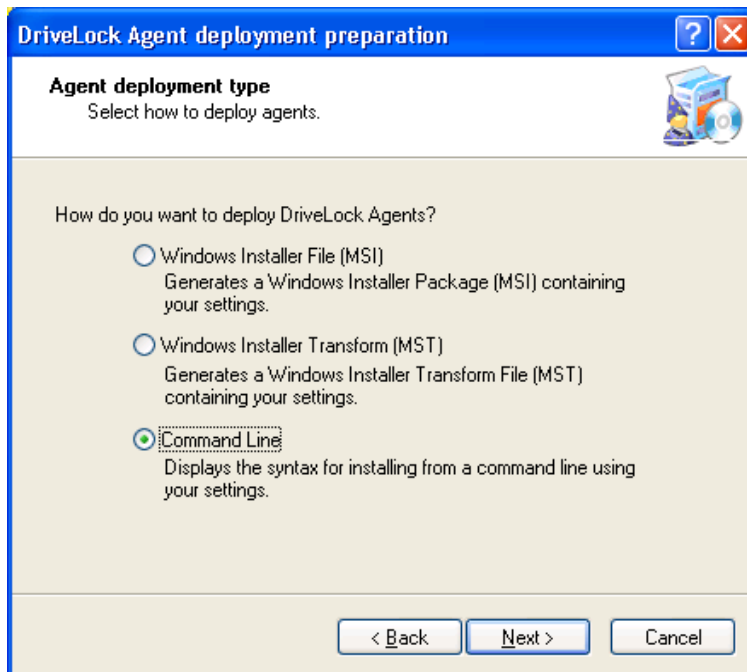 DriveLock Agent deployment preparation
Agent deployment type
Select how to deploy agents.
How do you want to deploy DriveLock Agents?
Windows Installer File (MSI)
Generates a Windows Installer Package (MSI) containing
your settings.
Windows Installer Transform (MST)
Generates a Windows Installer Transform File (MST)
containing your settings.
Command Line
Displays the syntax for installing from a command line using
your settings.
< Back Next > Cancel